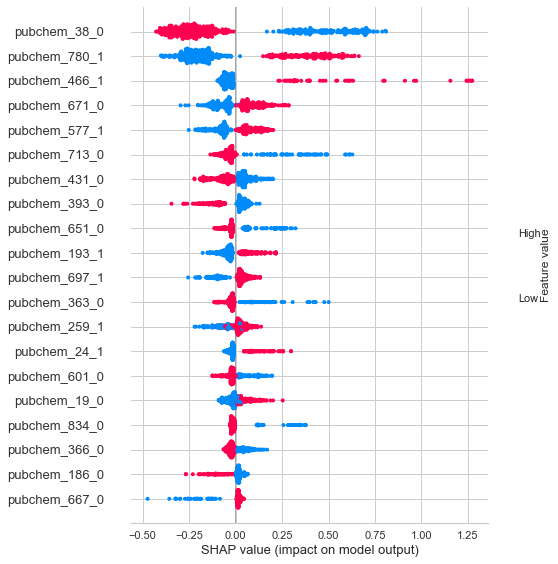 pubchem_38_0
pubchem_780_1
pubchem_466_1
pubchem_671_0
pubchem_577_1
pubchem_713_0
pubchem_431_0
pubchem_393_0
pubchem_651_0
pubchem_193_1
pubchem_697_1
pubchem_363_0
pubchem_259_1
pubchem_24_1
pubchem_601_0
pubchem_19_0
pubchem_834_0
pubchem_366_0
pubchem_186_0
pubchem_667_0
−0.50 −0.25 0.00 0.25 0.50 0.75 1.00 1.25
SHAP value (impact on model output)
High
Low
Feature value